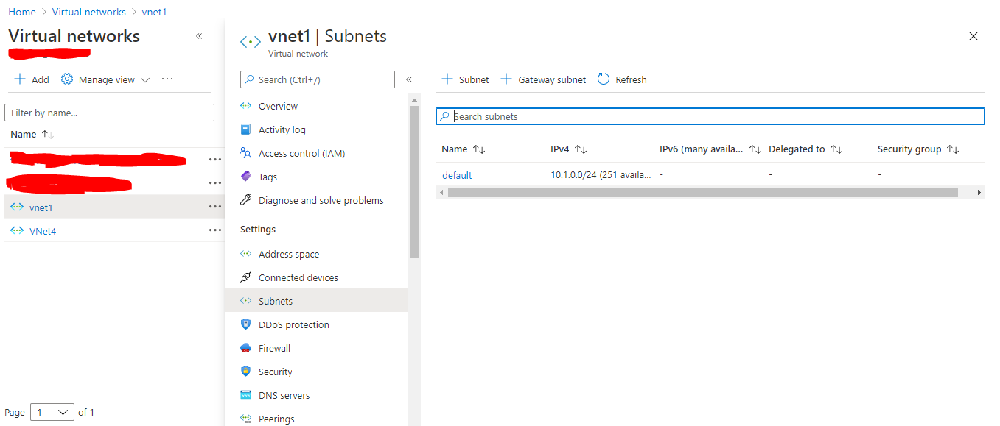 Home > Virtual networks > vnet1
Virtual networks
«
+ Add Manage view ···
Filter by name...
Name ↑↓
···
···
vnet1 ···
VNet4 ···
Page 1 of 1
vnet1 | Subnets
Virtual network
Search (Ctrl+/)
«
Overview
Activity log
Access control (IAM)
Tags
Diagnose and solve problems
Settings
Address space
Connected devices
Subnets
DDoS protection
Firewall
Security
DNS servers
Peerings
+ Subnet + Gateway subnet Refresh
Search subnets
Name ↑↓ IPv4 ↑↓ IPv6 (many availa... ↑↓ Delegated to ↑↓ Security group ↑↓
default 10.1.0.0/24 (251 availa... - - -